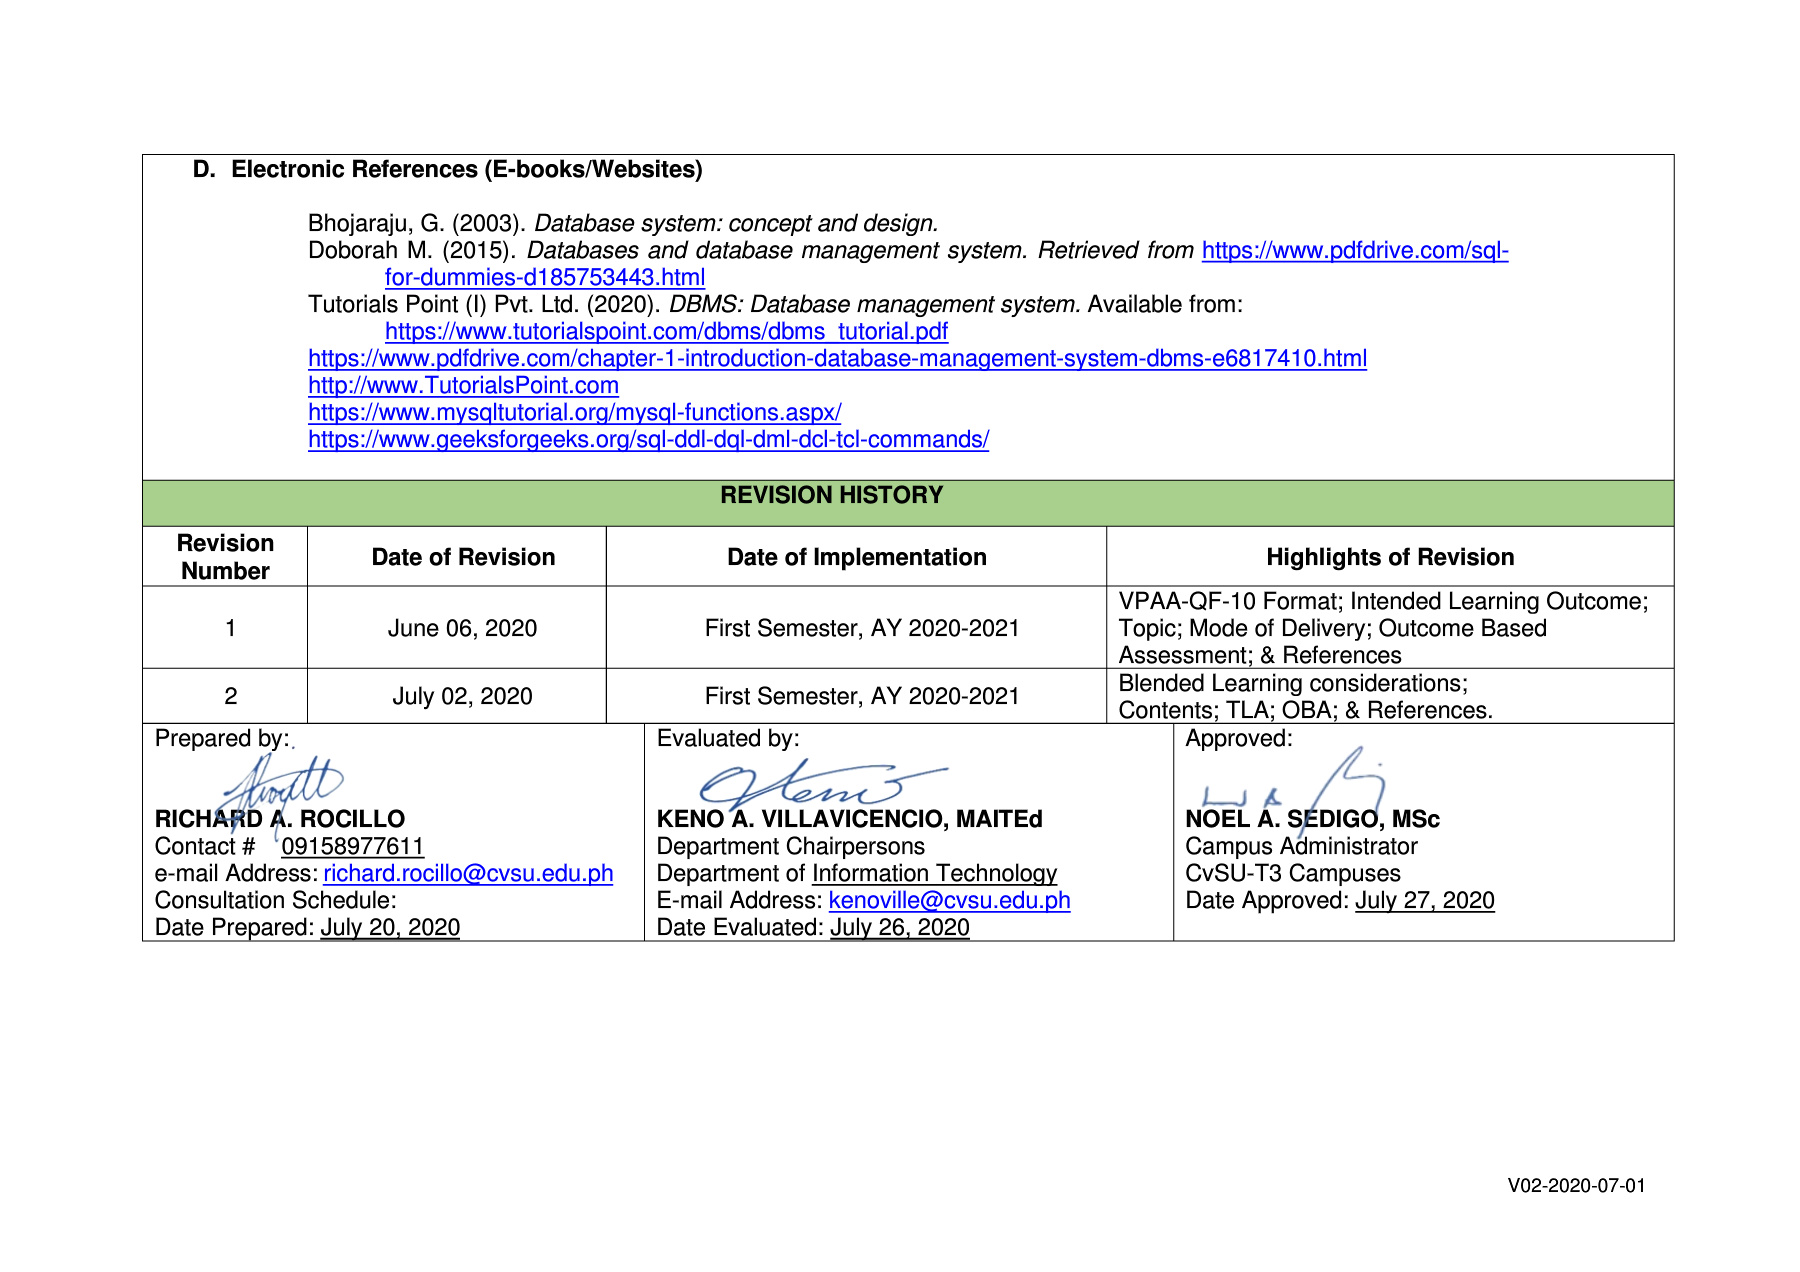 D. Electronic References (E-books/Websites)
Bhojaraju, G. (2003). Database system: concept and design.
Doborah M. (2015). Databases and database management system. Retrieved from https://www.pdfdrive.com/sql-
for-dummies-d185753443.html
Tutorials Point (I) Pvt. Ltd. (2020). DBMS: Database management system. Available from:
https://www.tutorialspoint.com/dbms/dbms_tutorial.pdf
https://www.pdfdrive.com/chapter-1-introduction-database-management-system-dbms-e6817410.html
http://www.TutorialsPoint.com
https://www.mysqltutorial.org/mysql-functions.aspx/
https://www.geeksforgeeks.org/sql-ddl-dql-dml-dcl-tcl-commands/
REVISION HISTORY
Revision
Number
Date of Revision
Date of Implementation
Highlights of Revision
1
June 06, 2020
First Semester, AY 2020-2021
VPAA-QF-10 Format; Intended Learning Outcome;
Topic; Mode of Delivery; Outcome Based
Assessment; & References
2
July 02, 2020
First Semester, AY 2020-2021
Blended Learning considerations;
Contents; TLA; OBA; & References.
Prepared by:
RICHARD A. ROCILLO
Contact # 09158977611
e-mail Address: richard.rocillo@cvsu.edu.ph
Consultation Schedule:
Date Prepared: July 20, 2020
Evaluated by:
KENO A. VILLAVICENCIO, MAITEd
Department Chairpersons
Department of Information Technology
E-mail Address: kenoville@cvsu.edu.ph
Date Evaluated: July 26, 2020
Approved:
NOEL A. SEDIGO, MSc
Campus Administrator
CvSU-T3 Campuses
Date Approved: July 27, 2020
V02-2020-07-01